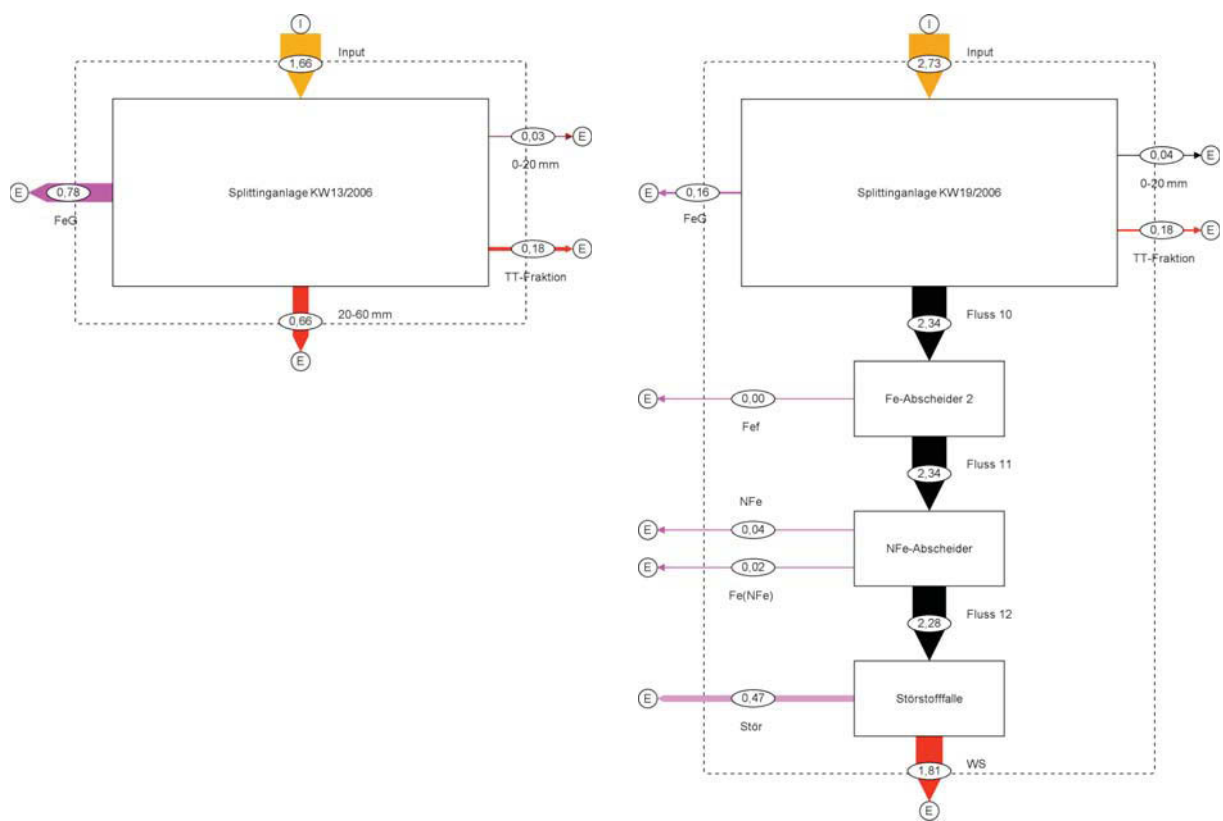 I
Input
1,66
0,03
E
0-20 mm
E
0,78
Splittinganlage KW13/2006
FeG
0,18
E
TT-Fraktion
20-60 mm
0,66
E
I
Input
2,73
0,04
E
0-20 mm
E
0,16
Splittinganlage KW19/2006
FeG
0,18
E
TT-Fraktion
Fluss 10
2,34
E
0,00
Fe-Abscheider 2
Fef
Fluss 11
2,34
NFe
E
0,04
NFe-Abscheider
E
0,02
Fe(NFe)
Fluss 12
2,28
E
0,47
Störstofffalle
Stör
WS
1,81
E